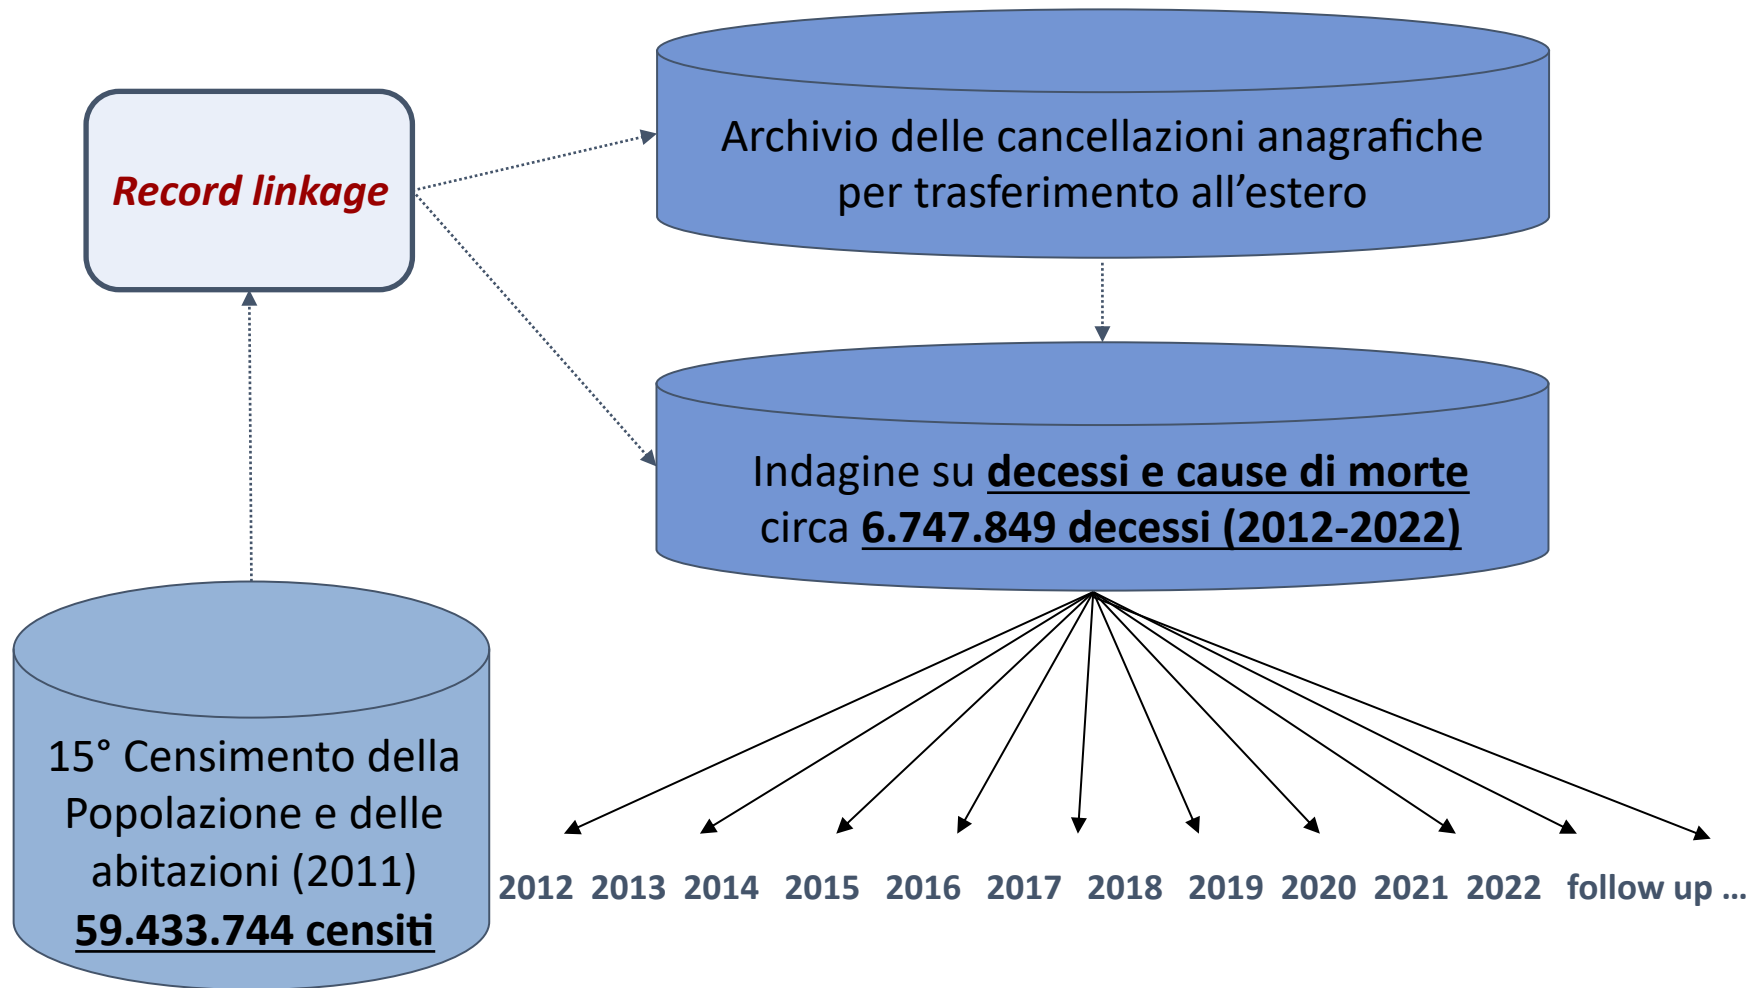 Record linkage
Archivio delle cancellazioni anagrafiche
per trasferimento all’estero
Indagine su decessi e cause di morte
circa 6.747.849 decessi (2012-2022)
15° Censimento della
Popolazione e delle
abitazioni (2011)
59.433.744 censiti
2012 2013 2014 2015 2016 2017 2018 2019 2020 2021 2022 follow up ...